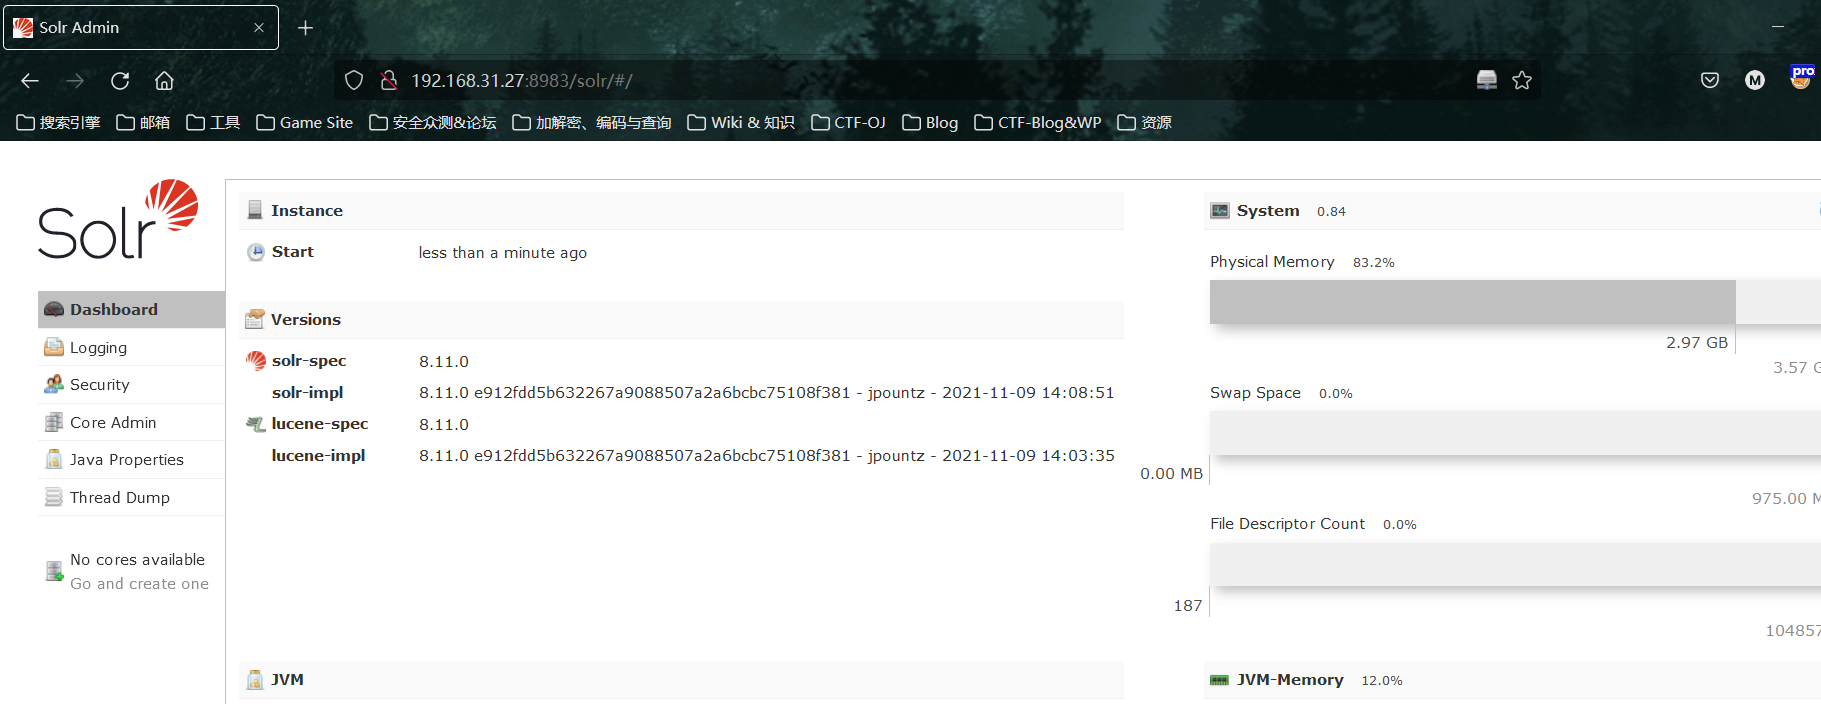 Solr Admin
192.168.31.27:8983/solr/#/
pro
M
搜索引擎 邮箱 工具 Game Site 安全众测&论坛 加解密、编码与查询 Wiki & 知识 CTF-OJ Blog CTF-Blog&WP 资源
Solr
Dashboard
Logging
Security
Core Admin
Java Properties
Thread Dump
No cores available
Go and create one
Instance
Start less than a minute ago
Versions
solr-spec 8.11.0
solr-impl 8.11.0 e912fdd5b632267a9088507a2a6bcbc75108f381 - jpountz - 2021-11-09 14:08:51
lucene-spec 8.11.0
lucene-impl 8.11.0 e912fdd5b632267a9088507a2a6bcbc75108f381 - jpountz - 2021-11-09 14:03:35
JVM
System 0.84
Physical Memory 83.2%
2.97 GB
3.57
Swap Space 0.0%
0.00 MB
975.00
File Descriptor Count 0.0%
187
104857
JVM-Memory 12.0%